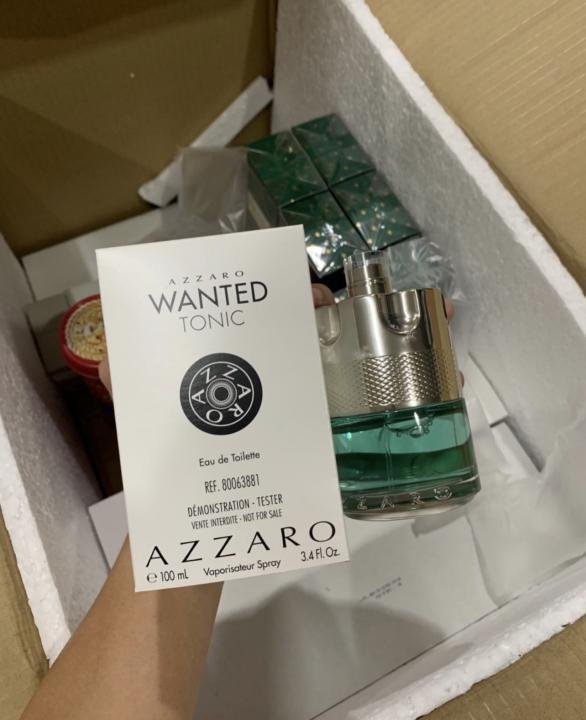 AZZARO
WANTED
TONIC
AZZARO
Eau de Toilette
REF. 80063881
DÉMONSTRATION - TESTER
VENTE INTERDITE - NOT FOR SALE
AZZARO
℮ 100 mL Vaporisateur Spray 3.4 Fl. Oz.
ZARO